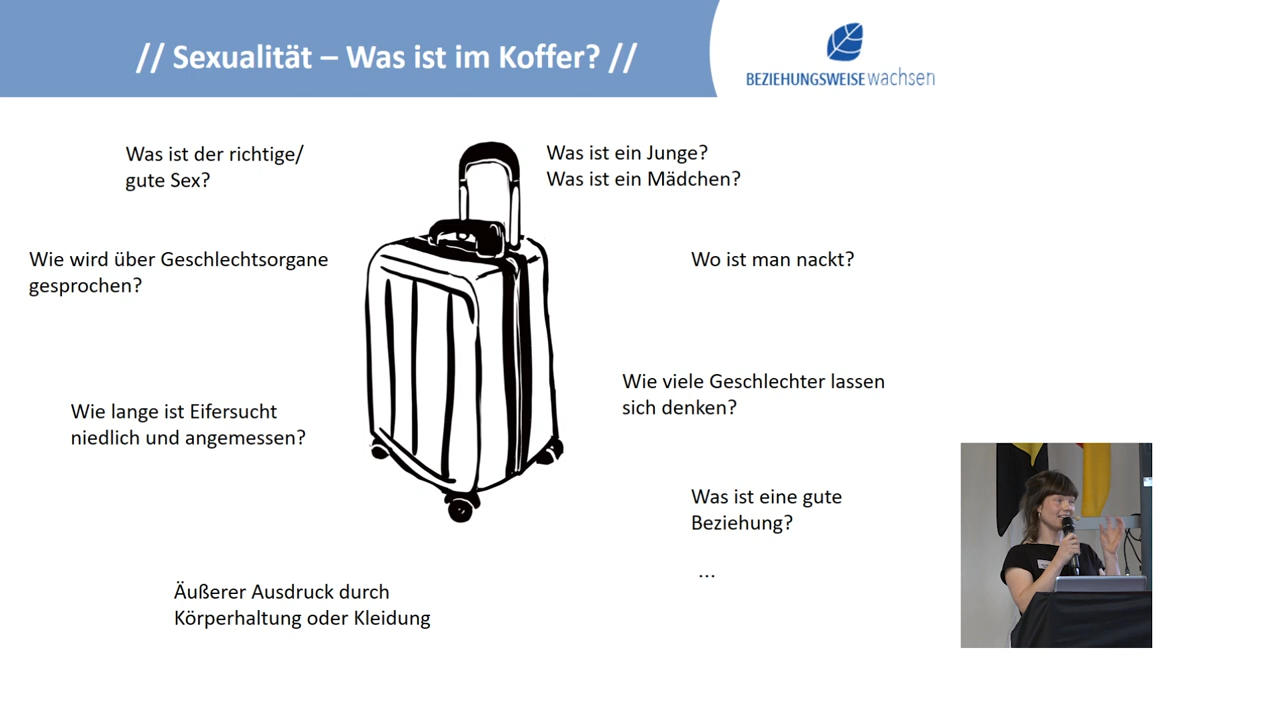 // Sexualität – Was ist im Koffer? //
BEZIEHUNGSWEISE wachsen
Was ist der richtige/
gute Sex?
Was ist ein Junge?
Was ist ein Mädchen?
Wie wird über Geschlechtsorgane
gesprochen?
Wo ist man nackt?
Wie viele Geschlechter lassen
sich denken?
Wie lange ist Eifersucht
niedlich und angemessen?
Was ist eine gute
Beziehung?
...
Äußerer Ausdruck durch
Körperhaltung oder Kleidung